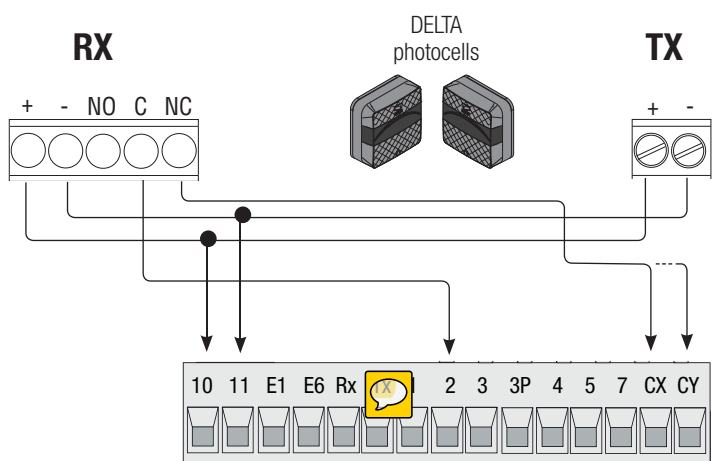 RX
DELTA
photocells
TX
+ - NO C NC
+ -
10 11 E1 E6 Rx Tx 2 3 3P 4 5 7 CX CY